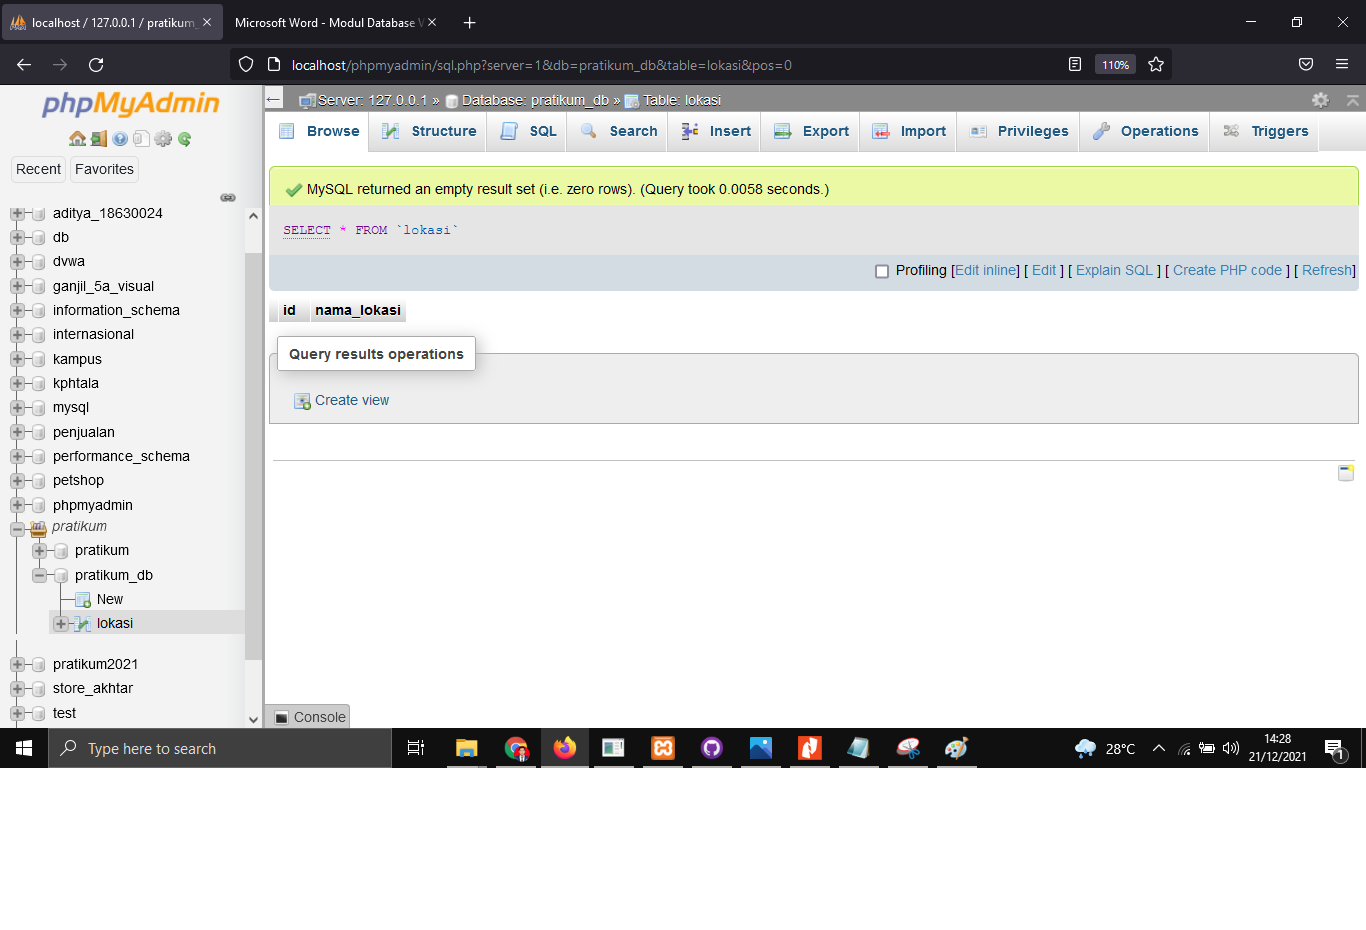 localhost / 127.0.0.1 / pratikum_
Microsoft Word - Modul Database V
localhost/phpmyadmin/sql.php?server=1&db=pratikum_db&table=lokasi&pos=0
110%
phpMyAdmin
Recent
Favorites
aditya_18630024
db
dvwa
ganjil_5a_visual
information_schema
internasional
kampus
kphtala
mysql
penjualan
performance_schema
petshop
phpmyadmin
pratikum
pratikum
pratikum_db
New
lokasi
pratikum2021
store_akhtar
test
Server: 127.0.0.1 » Database: pratikum_db » Table: lokasi
Browse Structure SQL Search Insert Export Import Privileges Operations Triggers
MySQL returned an empty result set (i.e. zero rows). (Query took 0.0058 seconds.)
SELECT * FROM `lokasi`
Profiling [Edit inline] [ Edit ] [ Explain SQL ] [ Create PHP code ] [ Refresh]
id nama_lokasi
Query results operations
Create view
Console
Type here to search
28°C
14:28
21/12/2021
1